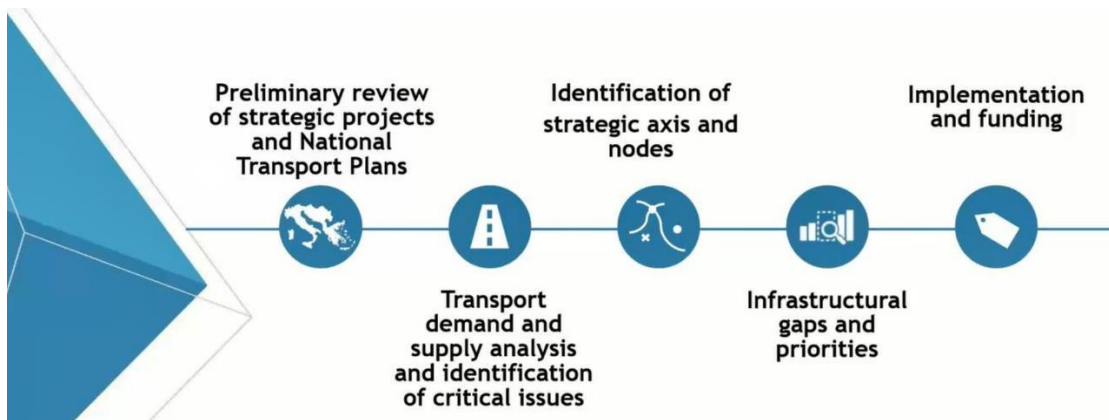 Preliminary review
of strategic projects
and National
Transport Plans
Transport
demand and
supply analysis
and identification
of critical issues
Identification of
strategic axis and
nodes
Infrastructural
gaps and
priorities
Implementation
and funding